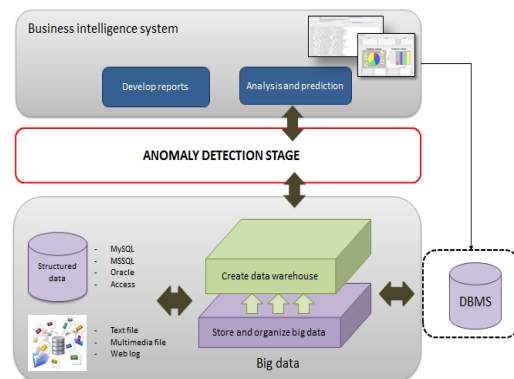 Business intelligence system
Develop reports
Analysis and prediction
ANOMALY DETECTION STAGE
Structured
data
- MySQL
- MSSQL
- Oracle
- Access
Create data warehouse
Store and organize big data
- Text file
- Multimedia file
- Web log
Big data
DBMS